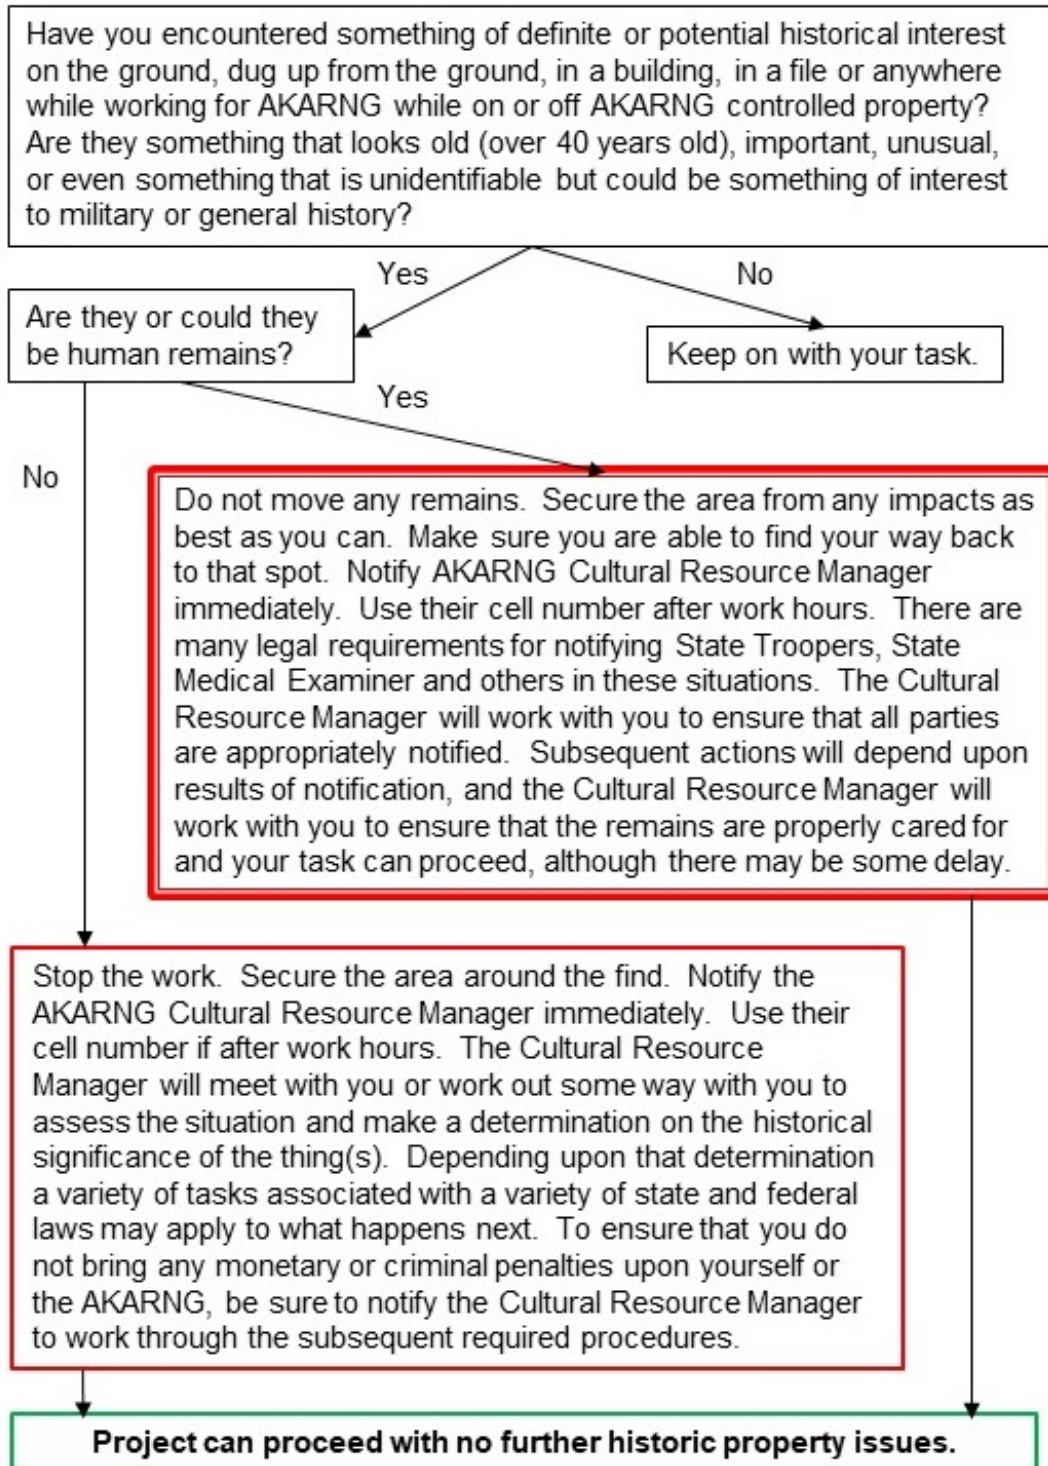 Have you encountered something of definite or potential historical interest
on the ground, dug up from the ground, in a building, in a file or anywhere
while working for AKARNG while on or off AKARNG controlled property?
Are they something that looks old (over 40 years old), important, unusual,
or even something that is unidentifiable but could be something of interest
to military or general history?
Yes
No
Are they or could they
be human remains?
Keep on with your task.
Yes
No
Do not move any remains. Secure the area from any impacts as
best as you can. Make sure you are able to find your way back
to that spot. Notify AKARNG Cultural Resource Manager
immediately. Use their cell number after work hours. There are
many legal requirements for notifying State Troopers, State
Medical Examiner and others in these situations. The Cultural
Resource Manager will work with you to ensure that all parties
are appropriately notified. Subsequent actions will depend upon
results of notification, and the Cultural Resource Manager will
work with you to ensure that the remains are properly cared for
and your task can proceed, although there may be some delay.
Stop the work. Secure the area around the find. Notify the
AKARNG Cultural Resource Manager immediately. Use their
cell number if after work hours. The Cultural Resource
Manager will meet with you or work out some way with you to
assess the situation and make a determination on the historical
significance of the thing(s). Depending upon that determination
a variety of tasks associated with a variety of state and federal
laws may apply to what happens next. To ensure that you do
not bring any monetary or criminal penalties upon yourself or
the AKARNG, be sure to notify the Cultural Resource Manager
to work through the subsequent required procedures.
Project can proceed with no further historic property issues.